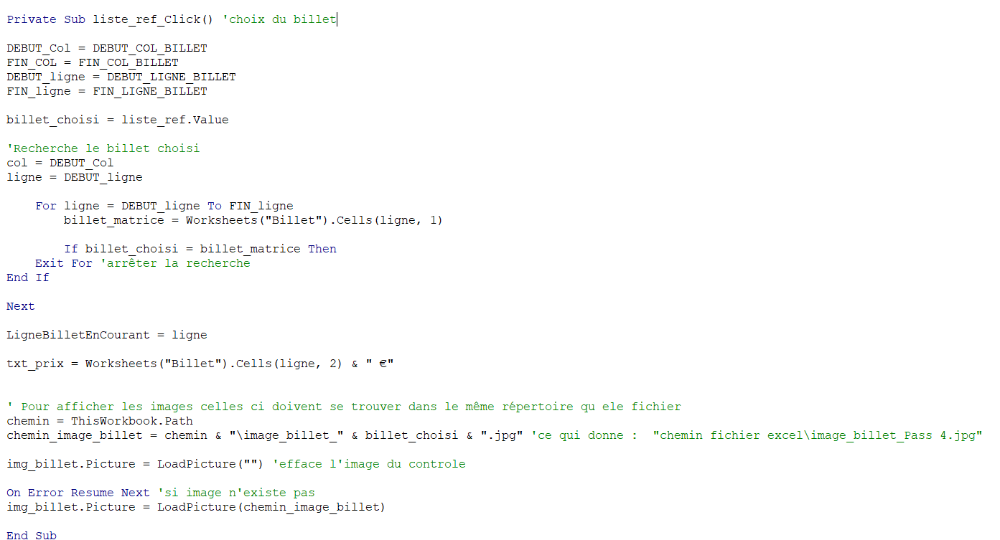 Private Sub liste_ref_Click() 'choix du billet
DEBUT_Col = DEBUT_COL_BILLET
FIN_COL = FIN_COL_BILLET
DEBUT_ligne = DEBUT_LIGNE_BILLET
FIN_ligne = FIN_LIGNE_BILLET
billet_choisi = liste_ref.Value
'Recherche le billet choisi
col = DEBUT_Col
ligne = DEBUT_ligne
For ligne = DEBUT_ligne To FIN_ligne
billet_matrice = Worksheets("Billet").Cells(ligne, 1)
If billet_choisi = billet_matrice Then
Exit For 'arrêter la recherche
End If
Next
LigneBilletEnCourant = ligne
txt_prix = Worksheets("Billet").Cells(ligne, 2) & " €"
' Pour afficher les images celles ci doivent se trouver dans le même répertoire qu ele fichier
chemin = ThisWorkbook.Path
chemin_image_billet = chemin & "\image_billet_" & billet_choisi & ".jpg" 'ce qui donne :  "chemin fichier excel\image_billet_Pass 4.jpg"
img_billet.Picture = LoadPicture("") 'efface l'image du controle
On Error Resume Next 'si image n'existe pas
img_billet.Picture = LoadPicture(chemin_image_billet)
End Sub